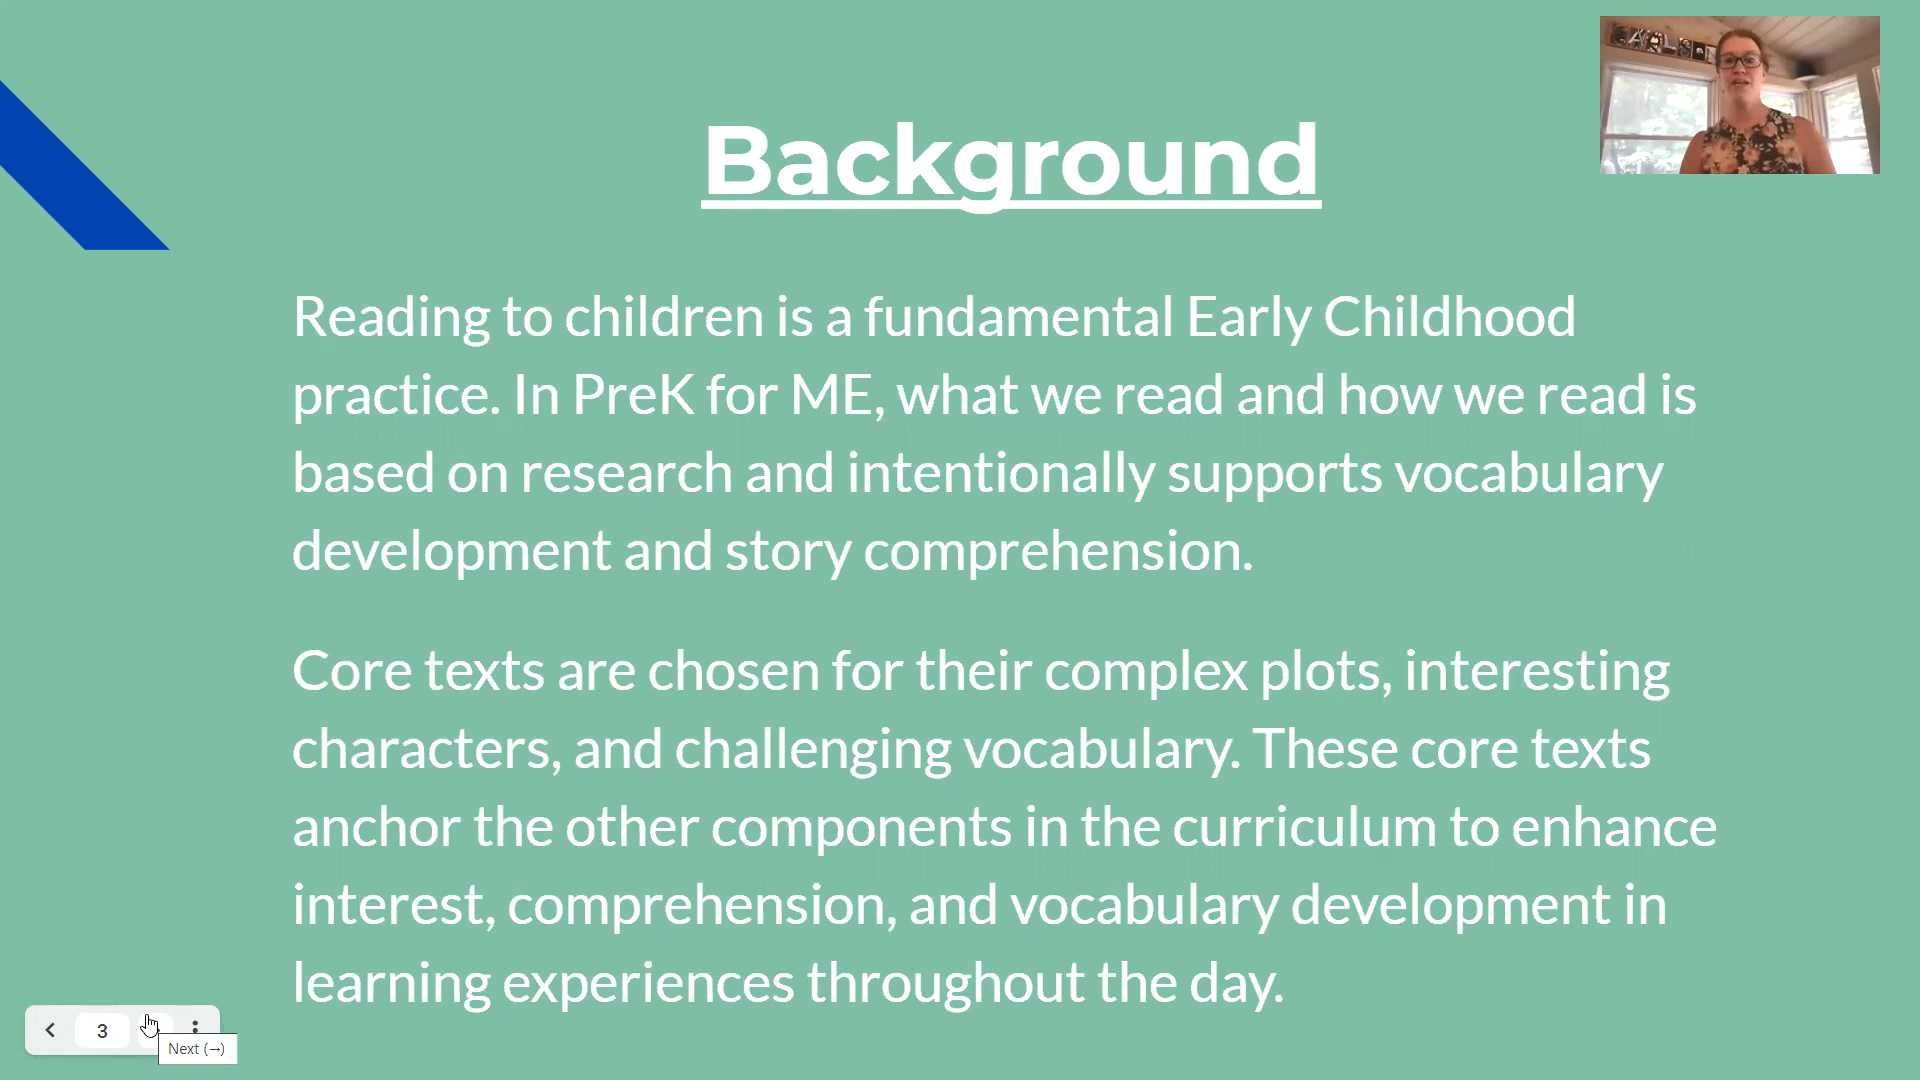 Background
Reading to children is a fundamental Early Childhood
practice. In PreK for ME, what we read and how we read is
based on research and intentionally supports vocabulary
development and story comprehension.
Core texts are chosen for their complex plots, interesting
characters, and challenging vocabulary. These core texts
anchor the other components in the curriculum to enhance
interest, comprehension, and vocabulary development in
learning experiences throughout the day.
3
Next (→)